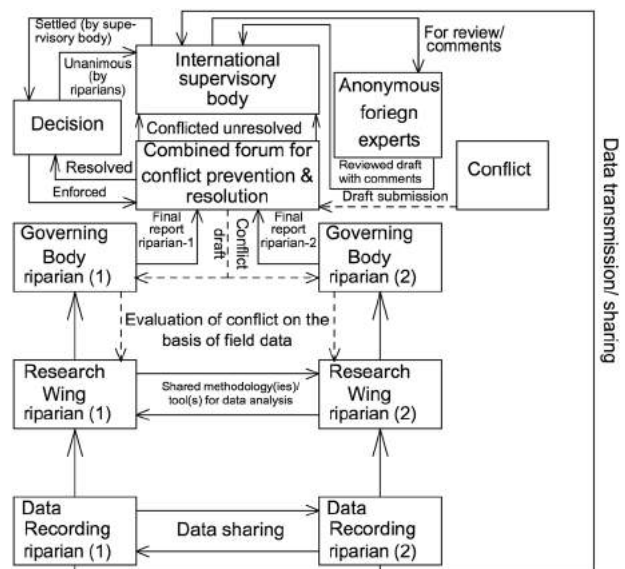 Settled (by supe-
rvisory body)
Unanimous
(by
riparians)
International
supervisory
body
For review/
comments
Anonymous
foriegn
experts
Decision
Conflicted unresolved
Resolved
Combined forum for
conflict prevention &
resolution
Reviewed draft
with comments
Conflict
Enforced
Draft submission
Final
report
riparian-1
Conflict
draft
Final
report
riparian-2
Governing
Body
riparian (1)
Governing
Body
riparian (2)
Evaluation of conflict on the
basis of field data
Research
Wing
riparian (1)
Shared methodology(ies)/
tool(s) for data analysis
Research
Wing
riparian (2)
Data
Recording
riparian (1)
Data sharing
Data
Recording
riparian (2)
Data transmission/ sharing